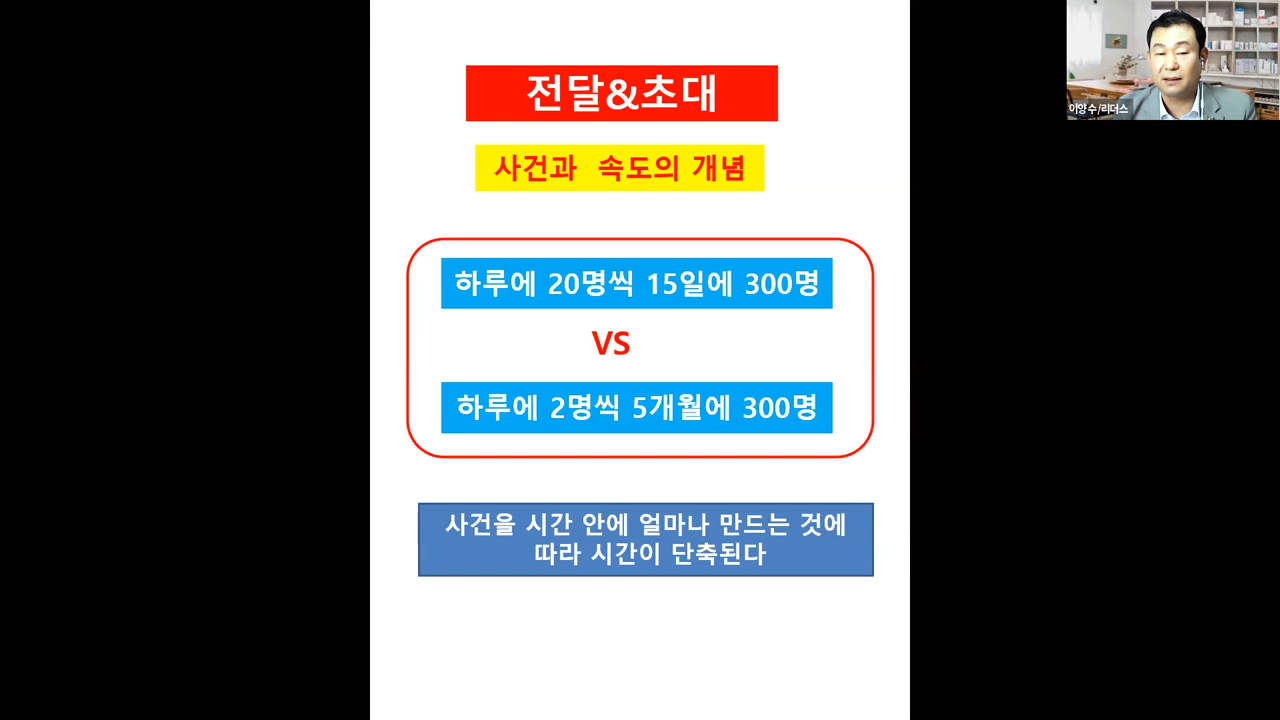 전달&초대
사건과 속도의 개념
하루에 20명씩 15일에 300명
VS
하루에 2명씩 5개월에 300명
사건을 시간 안에 얼마나 만드는 것에
따라 시간이 단축된다
이양수/리더스